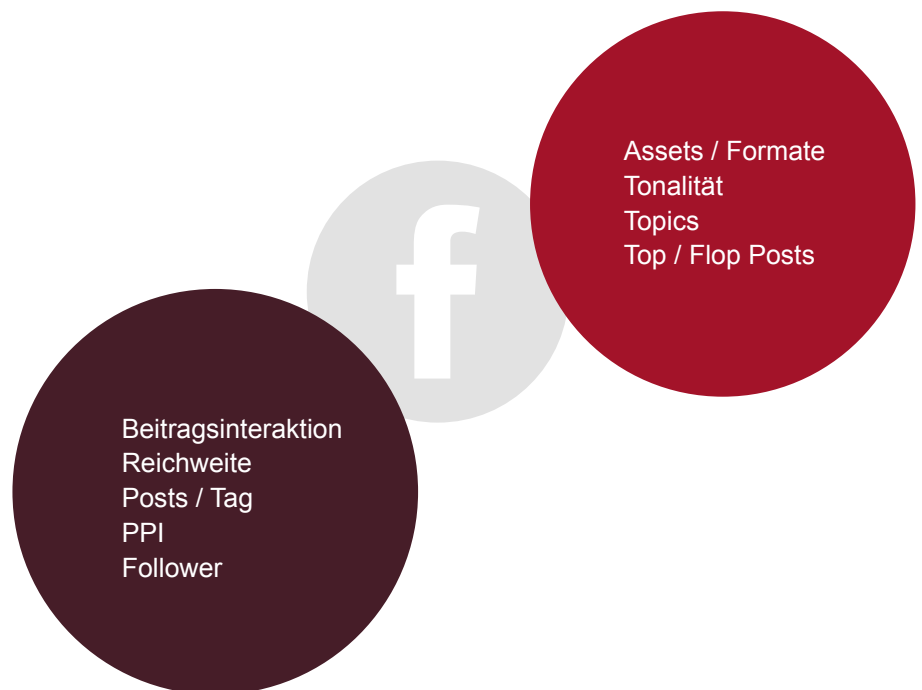 Assets / Formate
Tonalität
Topics
Top / Flop Posts
f
Beitragsinteraktion
Reichweite
Posts / Tag
PPI
Follower